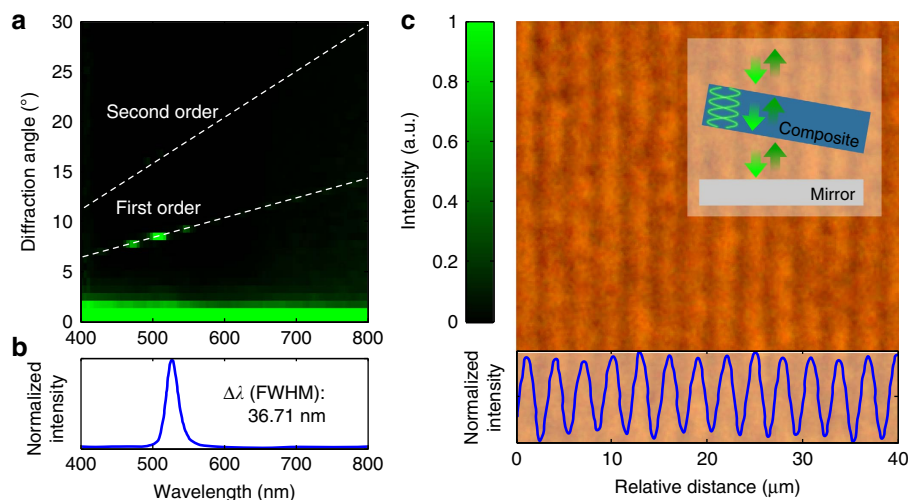 a
30
25
20
15
10
5
0
Diffraction angle (°)
Second order
First order
400
500
600
700
800
1
0.8
0.6
0.4
0.2
0
Intensity (a.u.)
b
Normalized
intensity
Δλ (FWHM):
36.71 nm
400
500
600
700
800
Wavelength (nm)
c
Composite
Mirror
Normalized
intensity
0
10
20
30
40
Relative distance (μm)